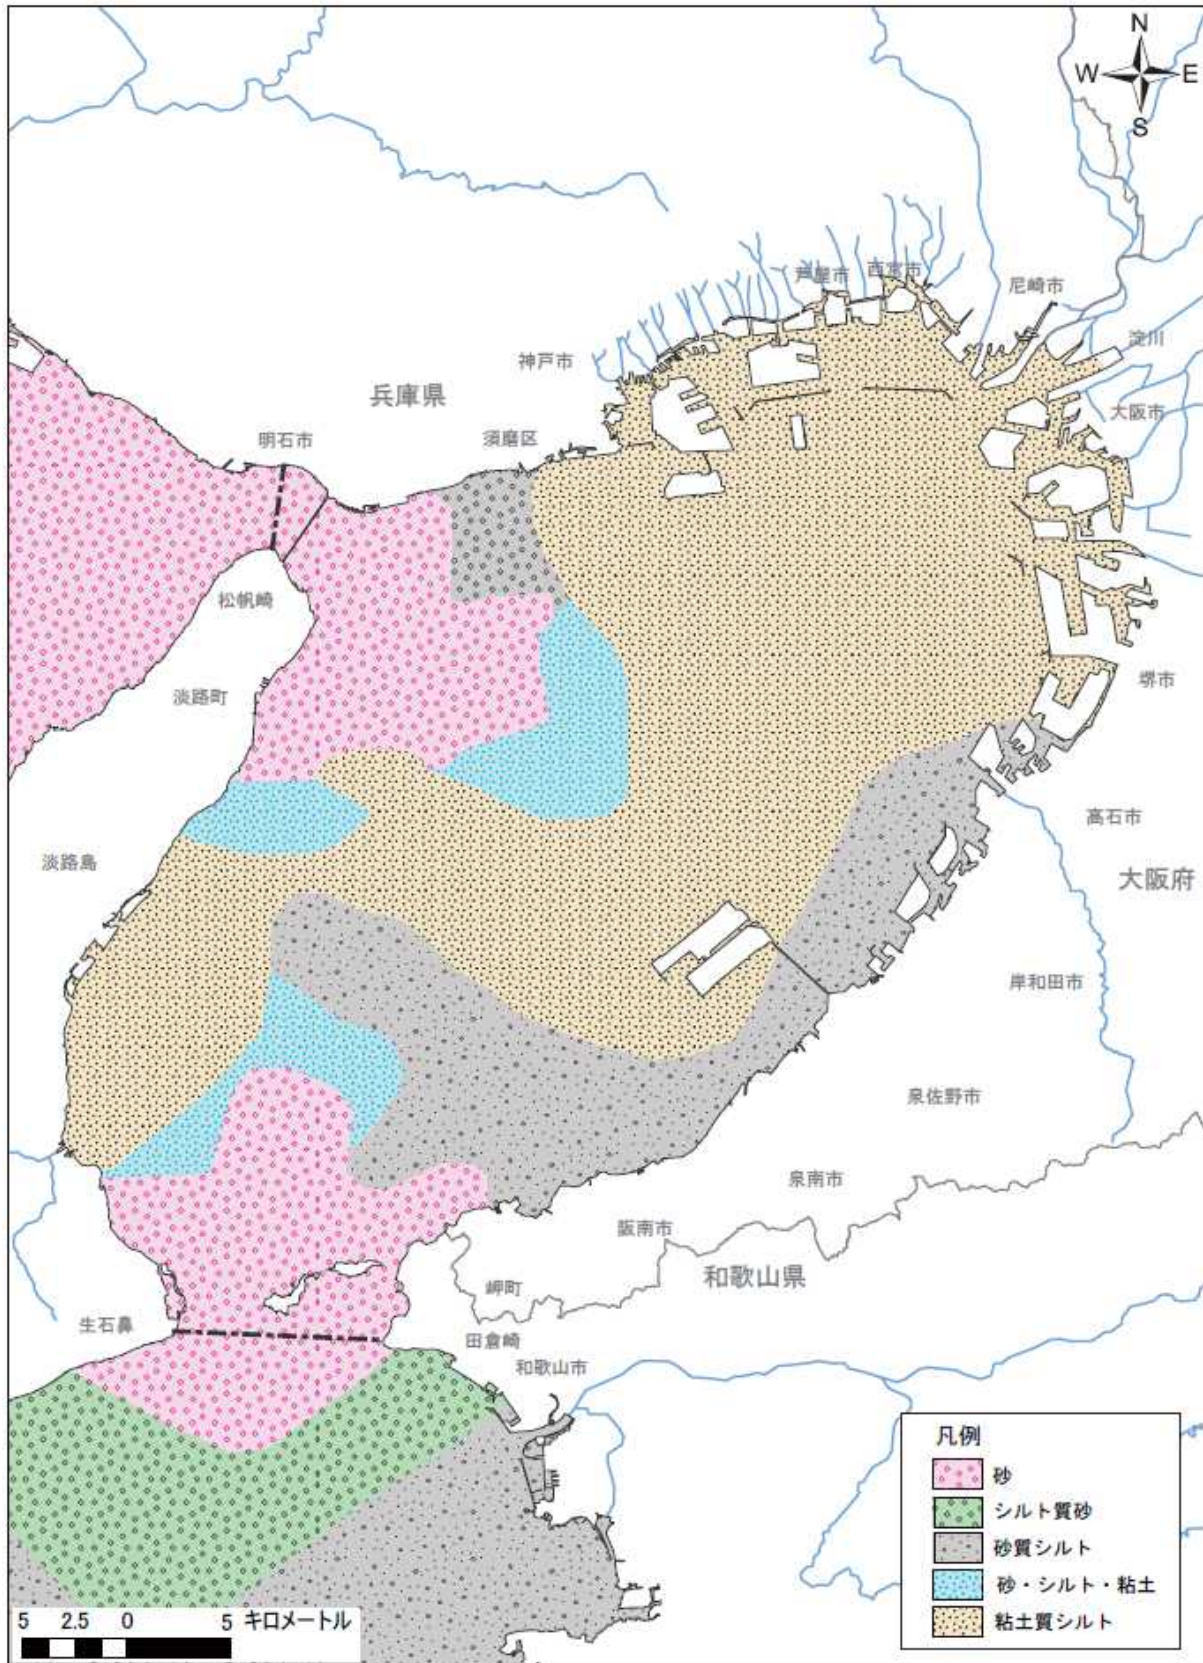 N
W E
S
芦屋市
西宮市
尼崎市
淀川
神戸市
兵庫県
大阪市
明石市
須磨区
松帆崎
淡路町
堺市
高石市
淡路島
大阪府
岸和田市
泉佐野市
泉南市
阪南市
和歌山県
岬町
生石鼻
田倉崎
和歌山市
凡例
砂
シルト質砂
砂質シルト
砂・シルト・粘土
粘土質シルト
5 2.5 0 5 キロメートル